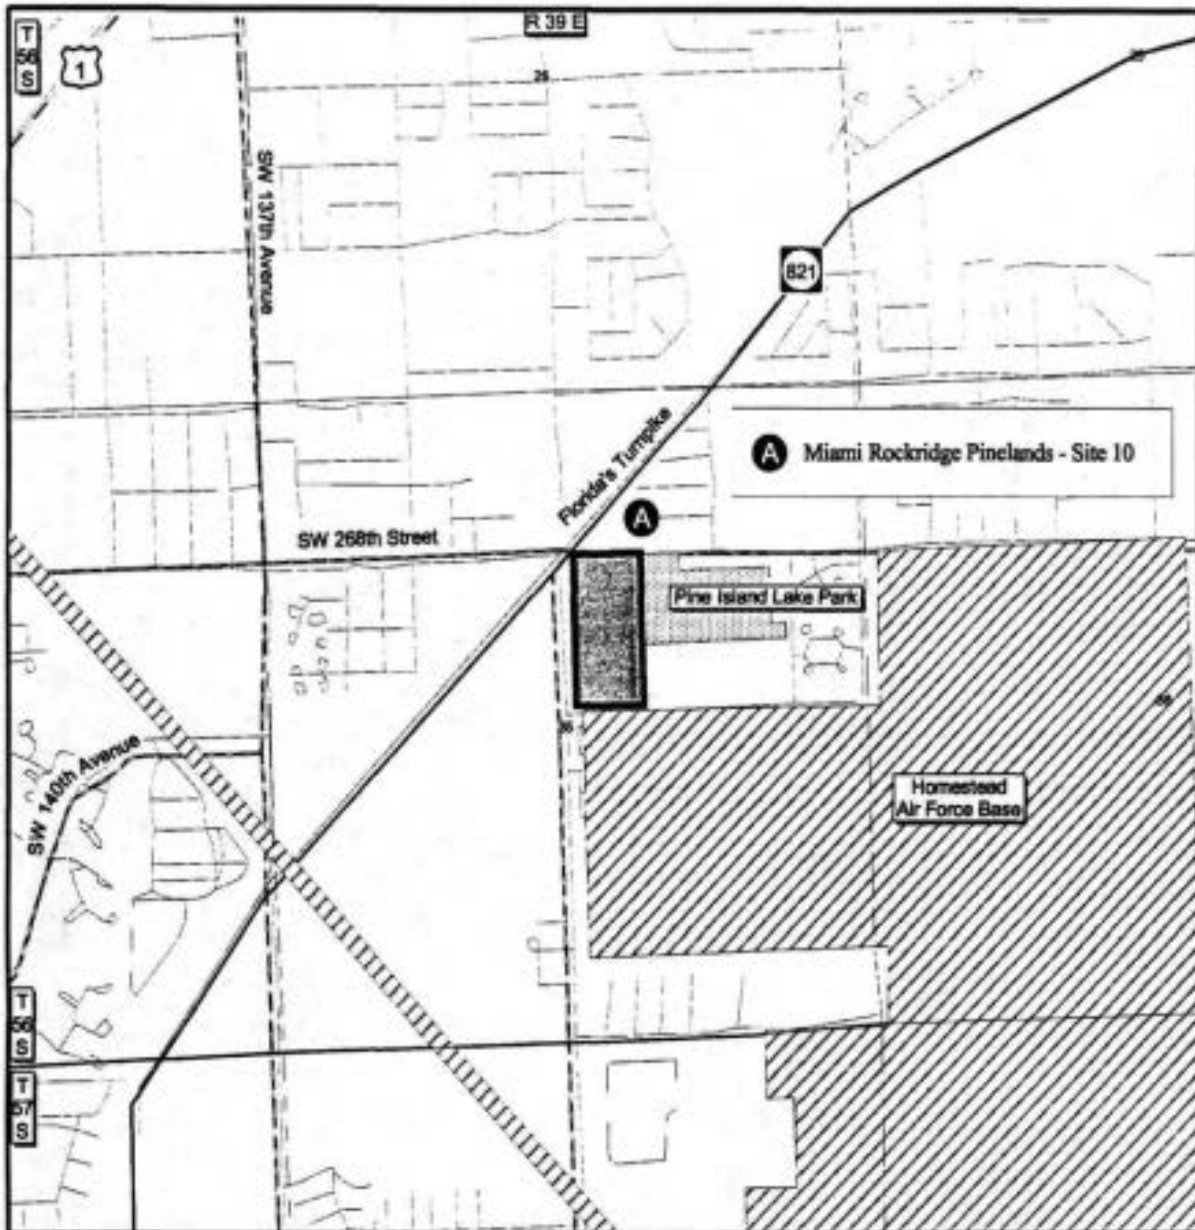 R 39 E
T
56
S
1
26
SW 137th Avenue
821
Florida's Turnpike
A Miami Rockridge Pinelands - Site 10
A
SW 268th Street
Pine Island Lake Park
Homestead
Air Force Base
SW 140th Avenue
T
56
S
T
57
S